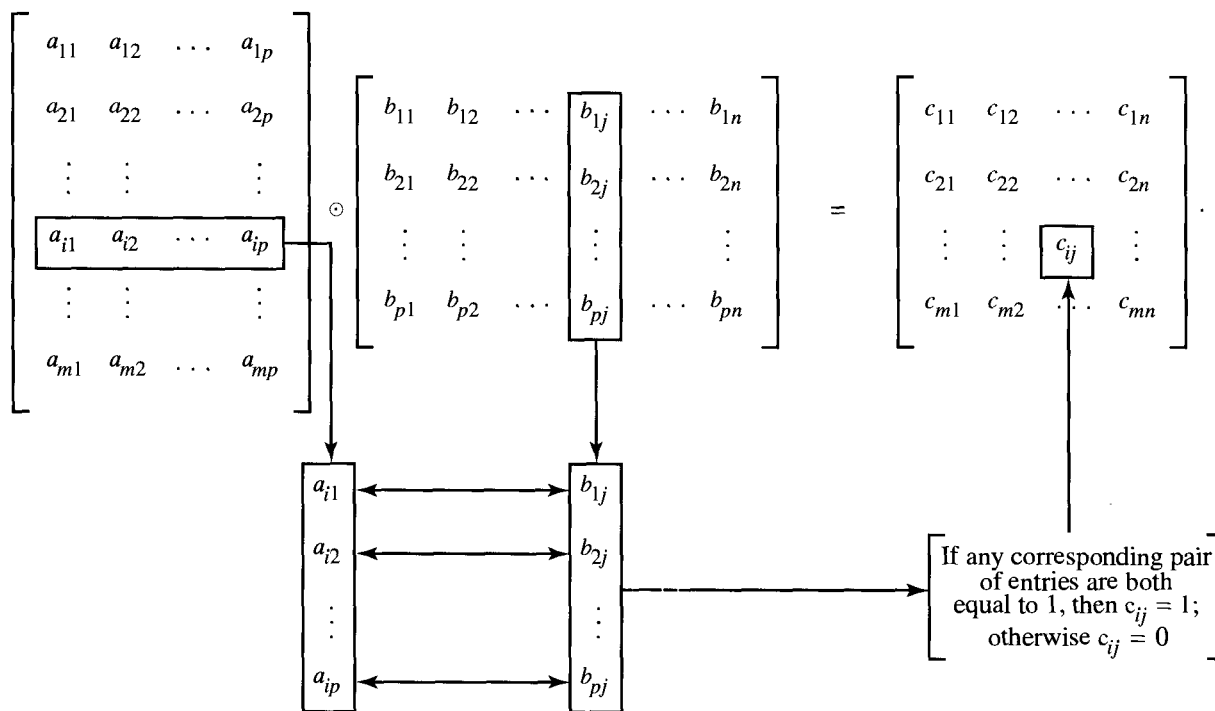 a11 a12 ... a1p
a21 a22 ... a2p
⋮ ⋮ ⋮
ai1 ai2 ... aip
⋮ ⋮ ⋮
am1 am2 ... amp
⊙
b11 b12 ... b1j ... b1n
b21 b22 ... b2j ... b2n
⋮ ⋮ ⋮ ⋮
bp1 bp2 ... bpj ... bpn
=
c11 c12 ... c1n
c21 c22 ... c2n
⋮ ⋮ cij ⋮
cm1 cm2 ... cmn
.
ai1 b1j
ai2 b2j
⋮ ⋮
aip bpj
If any corresponding pair
of entries are both
equal to 1, then cij = 1;
otherwise cij = 0